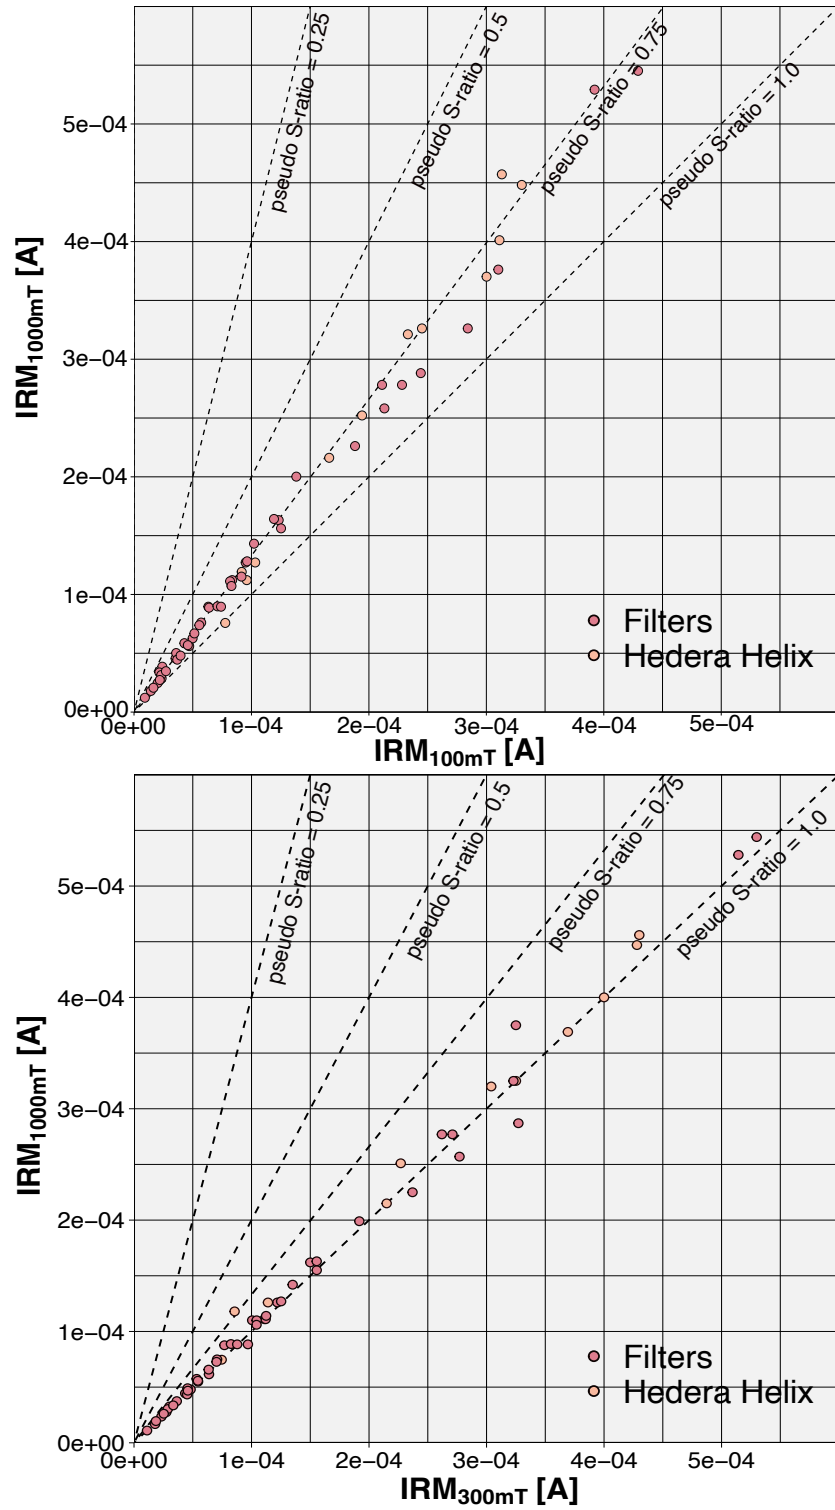 pseudo S-ratio = 0.25
pseudo S-ratio = 0.5
pseudo S-ratio = 0.75
pseudo S-ratio = 1.0
5e−04
4e−04
3e−04
2e−04
1e−04
0e+00
IRM1000mT [A]
Filters
Hedera Helix
0e+00 1e−04 2e−04 3e−04 4e−04 5e−04
IRM100mT [A]
pseudo S-ratio = 0.25
pseudo S-ratio = 0.5
pseudo S-ratio = 0.75
pseudo S-ratio = 1.0
5e−04
4e−04
3e−04
2e−04
1e−04
0e+00
IRM1000mT [A]
Filters
Hedera Helix
0e+00 1e−04 2e−04 3e−04 4e−04 5e−04
IRM300mT [A]